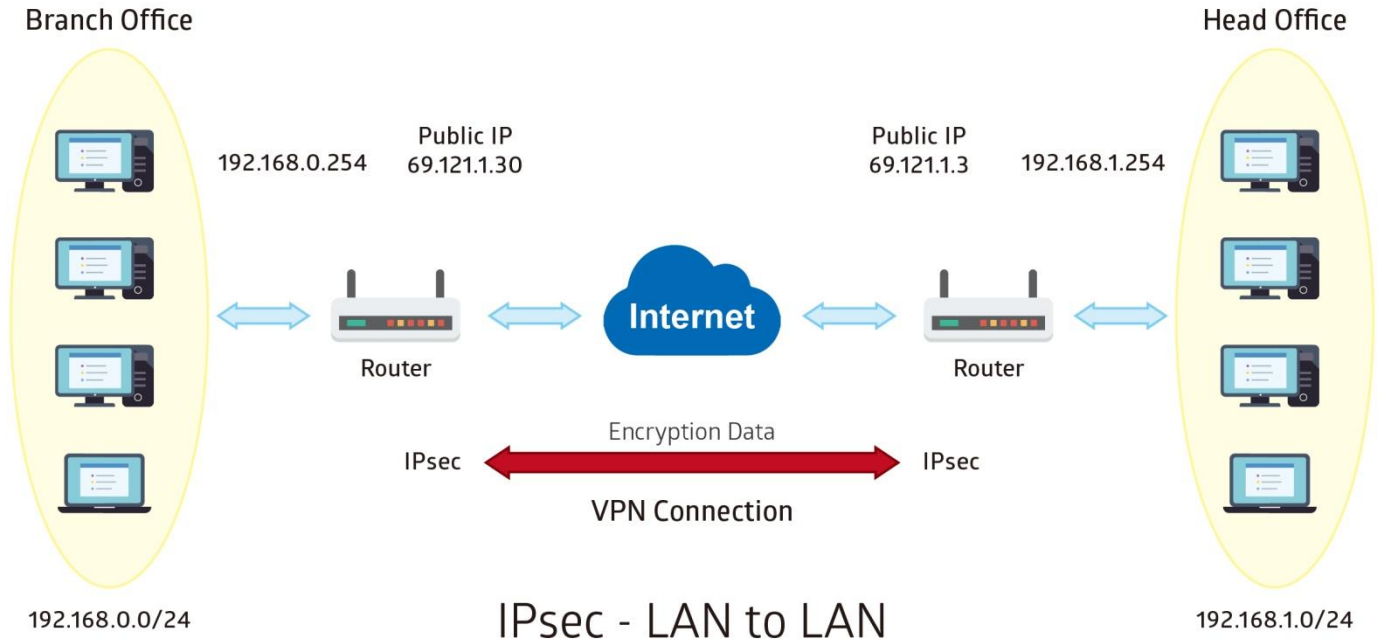 Branch Office
Head Office
192.168.0.254
Public IP
69.121.1.30
Public IP
69.121.1.3
192.168.1.254
Internet
Router
Router
Encryption Data
IPsec
IPsec
VPN Connection
192.168.0.0/24
IPsec - LAN to LAN
192.168.1.0/24